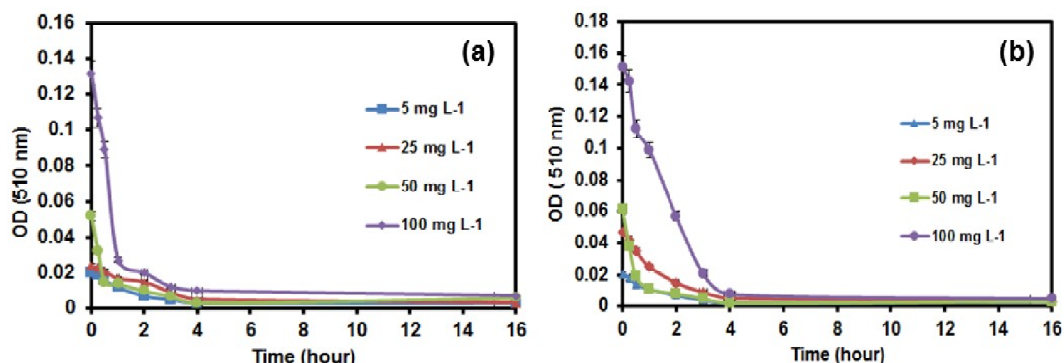 0.16
0.14
0.12
0.1
0.08
0.06
0.04
0.02
0
OD (510 nm)
(a)
5 mg L-1
25 mg L-1
50 mg L-1
100 mg L-1
0 2 4 6 8 10 12 14 16
Time (hour)
0.18
0.16
0.14
0.12
0.1
0.08
0.06
0.04
0.02
0
OD ( 510 nm)
(b)
5 mg L-1
25 mg L-1
50 mg L-1
100 mg L-1
0 2 4 6 8 10 12 14 16
Time (hour)